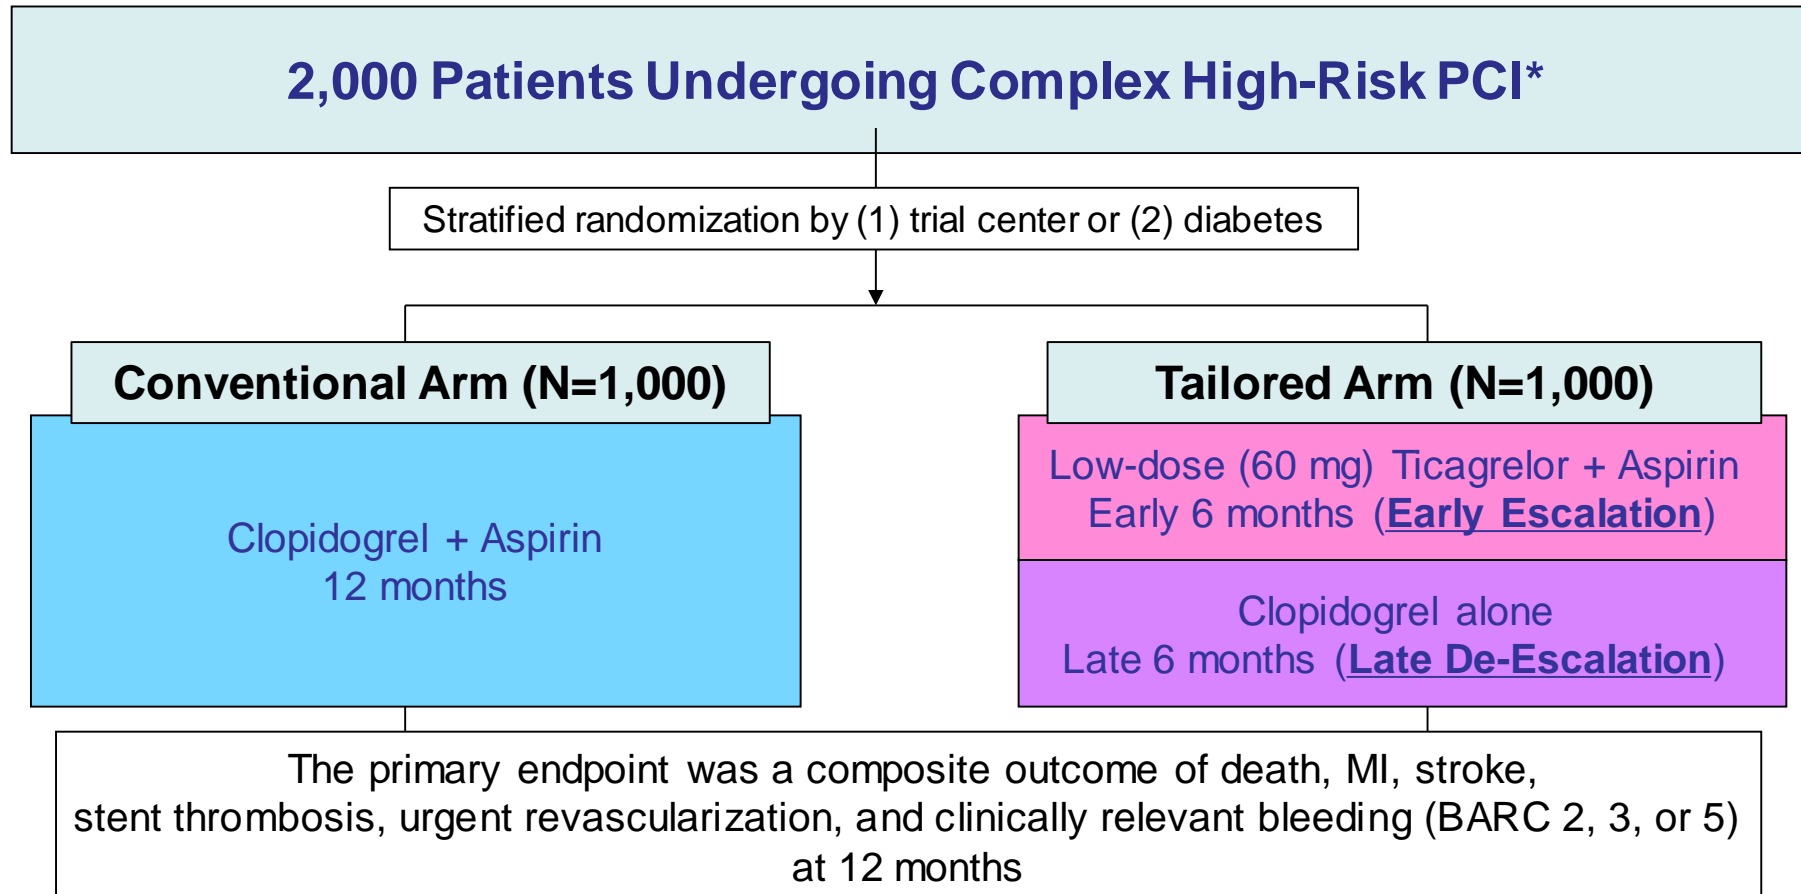 2,000 Patients Undergoing Complex High-Risk PCI*
Stratified randomization by (1) trial center or (2) diabetes
Conventional Arm (N=1,000)
Clopidogrel + Aspirin
12 months
Tailored Arm (N=1,000)
Low-dose (60 mg) Ticagrelor + Aspirin
Early 6 months (Early Escalation)
Clopidogrel alone
Late 6 months (Late De-Escalation)
The primary endpoint was a composite outcome of death, MI, stroke,
stent thrombosis, urgent revascularization, and clinically relevant bleeding (BARC 2, 3, or 5)
at 12 months